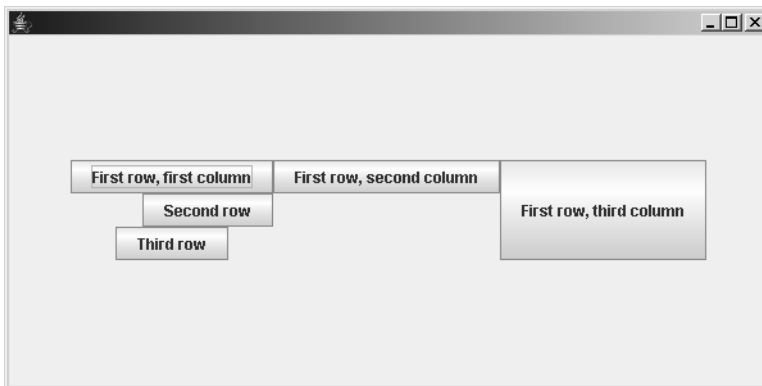 First row, first column
First row, second column
First row, third column
Second row
Third row